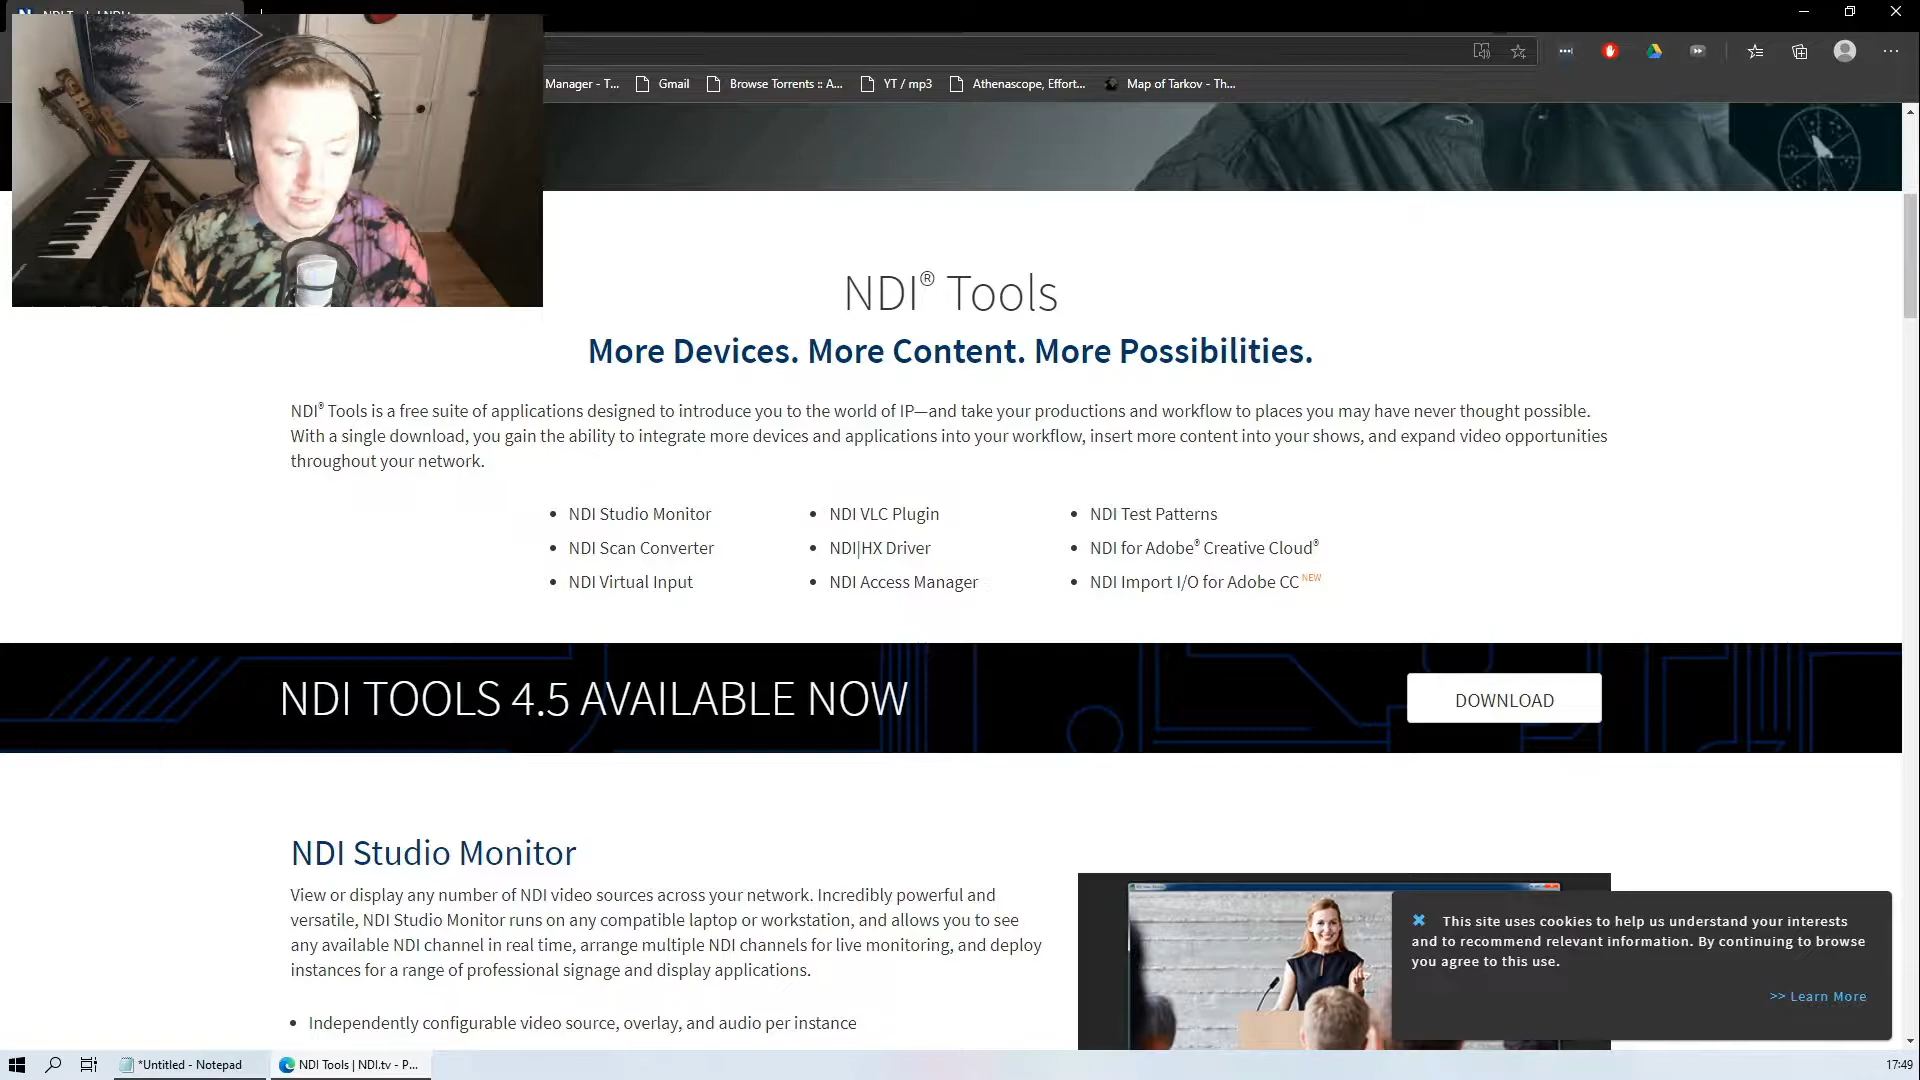 Manager - T...
Gmail
Browse Torrents :: A...
YT / mp3
Athenascope, Effort...
Map of Tarkov - Th...
NDI® Tools
More Devices. More Content. More Possibilities.
NDI® Tools is a free suite of applications designed to introduce you to the world of IP—and take your productions and workflow to places you may have never thought possible.
With a single download, you gain the ability to integrate more devices and applications into your workflow, insert more content into your shows, and expand video opportunities
throughout your network.
• NDI Studio Monitor
• NDI Scan Converter
• NDI Virtual Input
• NDI VLC Plugin
• NDI|HX Driver
• NDI Access Manager
• NDI Test Patterns
• NDI for Adobe® Creative Cloud®
• NDI Import I/O for Adobe CC NEW
NDI TOOLS 4.5 AVAILABLE NOW
DOWNLOAD
NDI Studio Monitor
View or display any number of NDI video sources across your network. Incredibly powerful and
versatile, NDI Studio Monitor runs on any compatible laptop or workstation, and allows you to see
any available NDI channel in real time, arrange multiple NDI channels for live monitoring, and deploy
instances for a range of professional signage and display applications.
• Independently configurable video source, overlay, and audio per instance
This site uses cookies to help us understand your interests
and to recommend relevant information. By continuing to browse
you agree to this use.
>> Learn More
*Untitled - Notepad
NDI Tools | NDI.tv - P...
17:49